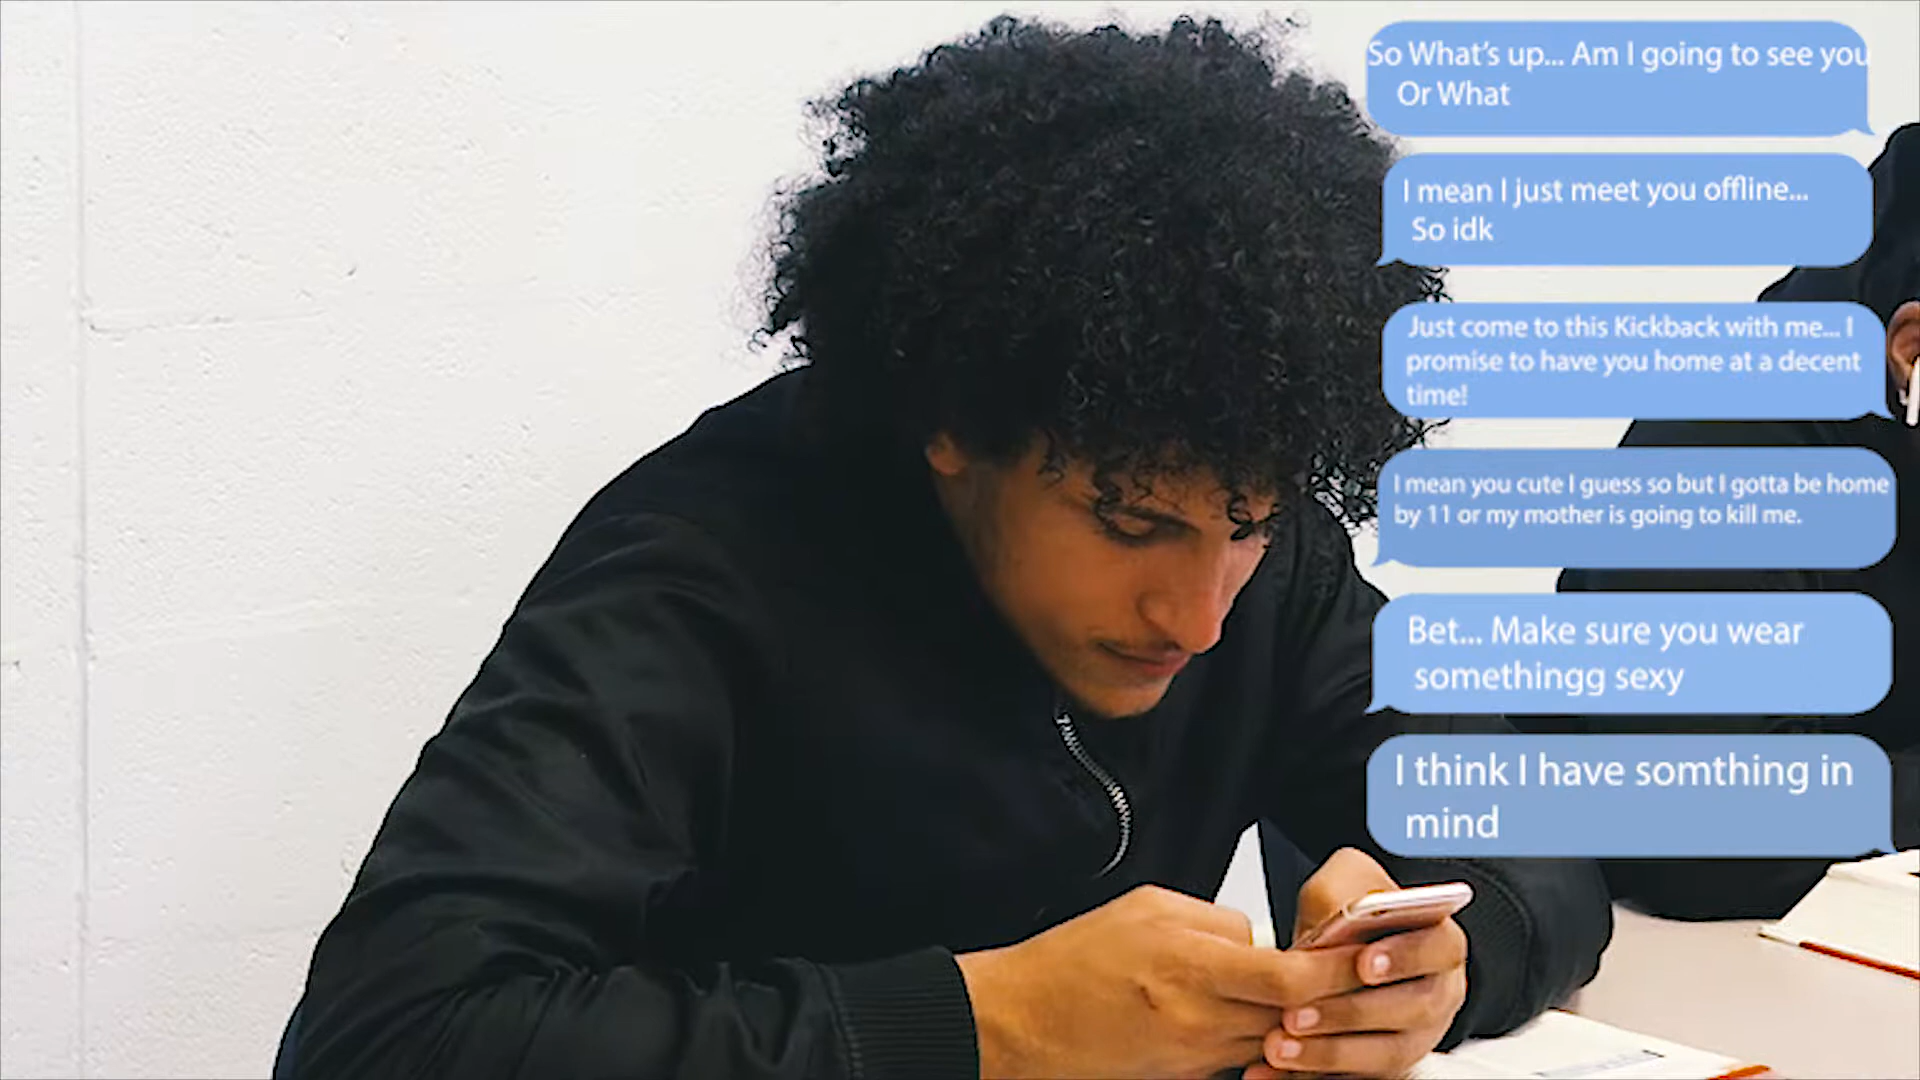 So What's up... Am I going to see you
Or What
I mean I just meet you offline...
So idk
Just come to this Kickback with me... I
promise to have you home at a decent
time!
I mean you cute I guess so but I gotta be home
by 11 or my mother is going to kill me.
Bet... Make sure you wear
somethingg sexy
I think I have somthing in
mind